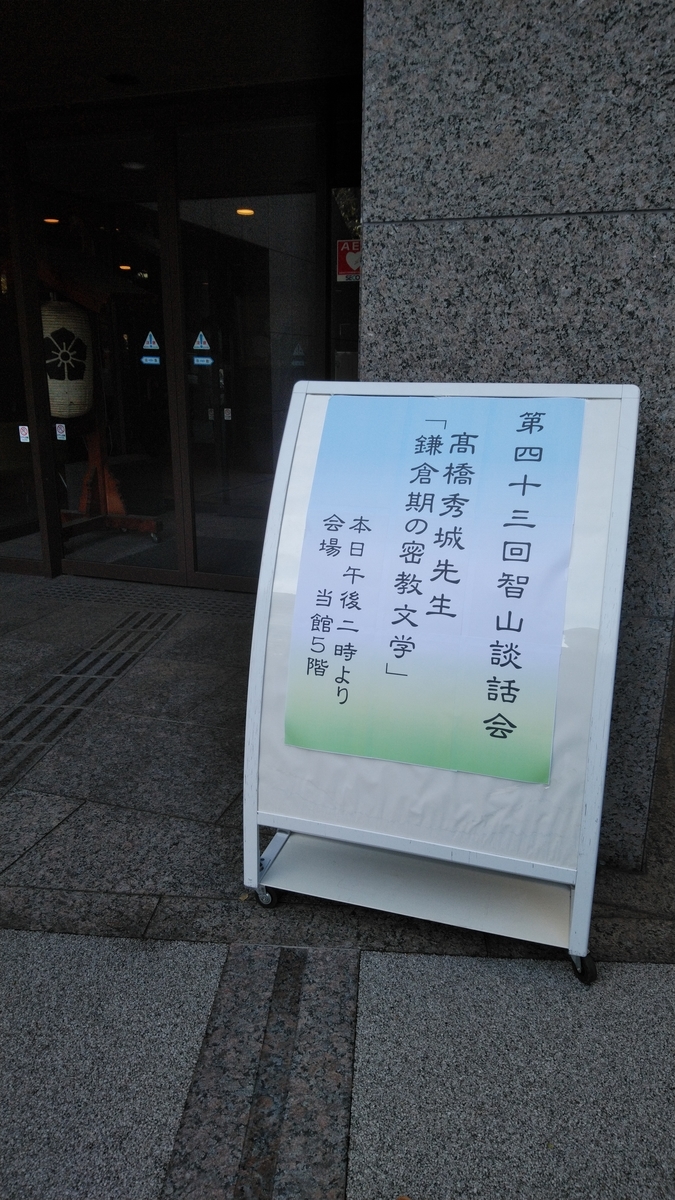 第四十三回智山談話会
髙橋秀城先生
「鎌倉期の密教文学」
本日午後二時より
会場 当館5階
AED